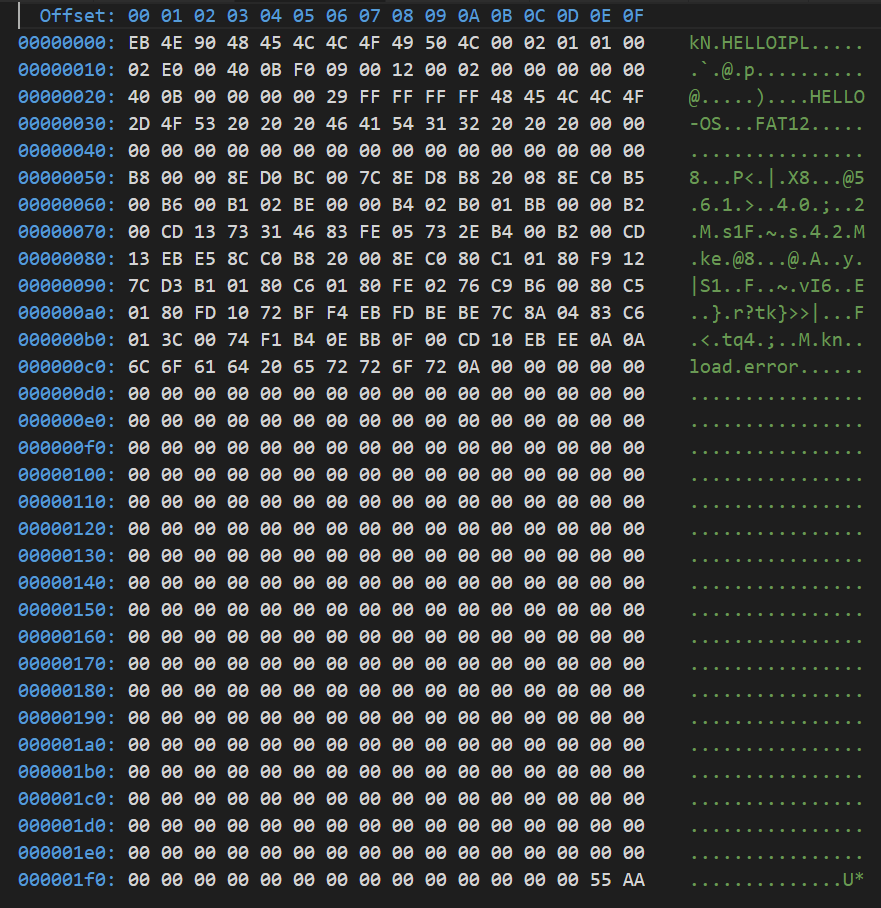 Offset: 00 01 02 03 04 05 06 07 08 09 0A 0B 0C 0D 0E 0F
00000000: EB 4E 90 48 45 4C 4C 4F 49 50 4C 00 02 01 01 00 kN.HELLOIPL.....
00000010: 02 E0 00 40 0B F0 09 00 12 00 02 00 00 00 00 00 .`.@.p..........
00000020: 40 0B 00 00 00 00 29 FF FF FF FF 48 45 4C 4C 4F @.....)....HELLO
00000030: 2D 4F 53 20 20 20 46 41 54 31 32 20 20 20 00 00 -OS...FAT12.....
00000040: 00 00 00 00 00 00 00 00 00 00 00 00 00 00 00 00 ................
00000050: B8 00 00 8E D0 BC 00 7C 8E D8 B8 20 08 8E C0 B5 8...P<.|.X8...@5
00000060: 00 B6 00 B1 02 BE 00 00 B4 02 B0 01 BB 00 00 B2 .6.1.>..4.0.;..2
00000070: 00 CD 13 73 31 46 83 FE 05 73 2E B4 00 B2 00 CD .M.s1F.~.s.4.2.M
00000080: 13 EB E5 8C C0 B8 20 00 8E C0 80 C1 01 80 F9 12 .ke.@8...@.A..y.
00000090: 7C D3 B1 01 80 C6 01 80 FE 02 76 C9 B6 00 80 C5 |S1..F..~.vI6..E
000000a0: 01 80 FD 10 72 BF F4 EB FD BE BE 7C 8A 04 83 C6 ..}.r?tk}>>|...F
000000b0: 01 3C 00 74 F1 B4 0E BB 0F 00 CD 10 EB EE 0A 0A .<.tq4.;..M.kn..
000000c0: 6C 6F 61 64 20 65 72 72 6F 72 0A 00 00 00 00 00 load.error......
000000d0: 00 00 00 00 00 00 00 00 00 00 00 00 00 00 00 00 ................
000000e0: 00 00 00 00 00 00 00 00 00 00 00 00 00 00 00 00 ................
000000f0: 00 00 00 00 00 00 00 00 00 00 00 00 00 00 00 00 ................
00000100: 00 00 00 00 00 00 00 00 00 00 00 00 00 00 00 00 ................
00000110: 00 00 00 00 00 00 00 00 00 00 00 00 00 00 00 00 ................
00000120: 00 00 00 00 00 00 00 00 00 00 00 00 00 00 00 00 ................
00000130: 00 00 00 00 00 00 00 00 00 00 00 00 00 00 00 00 ................
00000140: 00 00 00 00 00 00 00 00 00 00 00 00 00 00 00 00 ................
00000150: 00 00 00 00 00 00 00 00 00 00 00 00 00 00 00 00 ................
00000160: 00 00 00 00 00 00 00 00 00 00 00 00 00 00 00 00 ................
00000170: 00 00 00 00 00 00 00 00 00 00 00 00 00 00 00 00 ................
00000180: 00 00 00 00 00 00 00 00 00 00 00 00 00 00 00 00 ................
00000190: 00 00 00 00 00 00 00 00 00 00 00 00 00 00 00 00 ................
000001a0: 00 00 00 00 00 00 00 00 00 00 00 00 00 00 00 00 ................
000001b0: 00 00 00 00 00 00 00 00 00 00 00 00 00 00 00 00 ................
000001c0: 00 00 00 00 00 00 00 00 00 00 00 00 00 00 00 00 ................
000001d0: 00 00 00 00 00 00 00 00 00 00 00 00 00 00 00 00 ................
000001e0: 00 00 00 00 00 00 00 00 00 00 00 00 00 00 00 00 ................
000001f0: 00 00 00 00 00 00 00 00 00 00 00 00 00 00 55 AA ..............U*